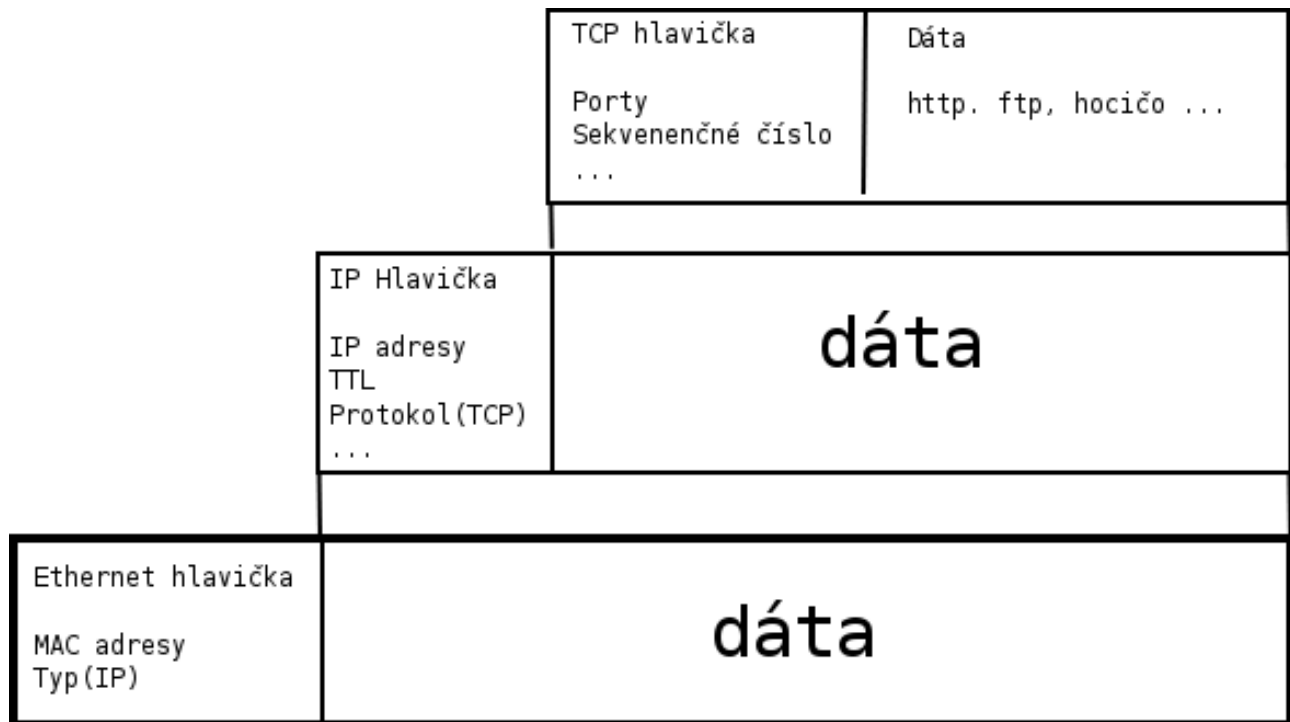 TCP hlavička
Porty
Sekvenenčné číslo
...
Dáta
http. ftp, hocičo ...
IP Hlavička
IP adresy
TTL
Protokol(TCP)
...
dáta
Ethernet hlavička
MAC adresy
Typ(IP)
dáta